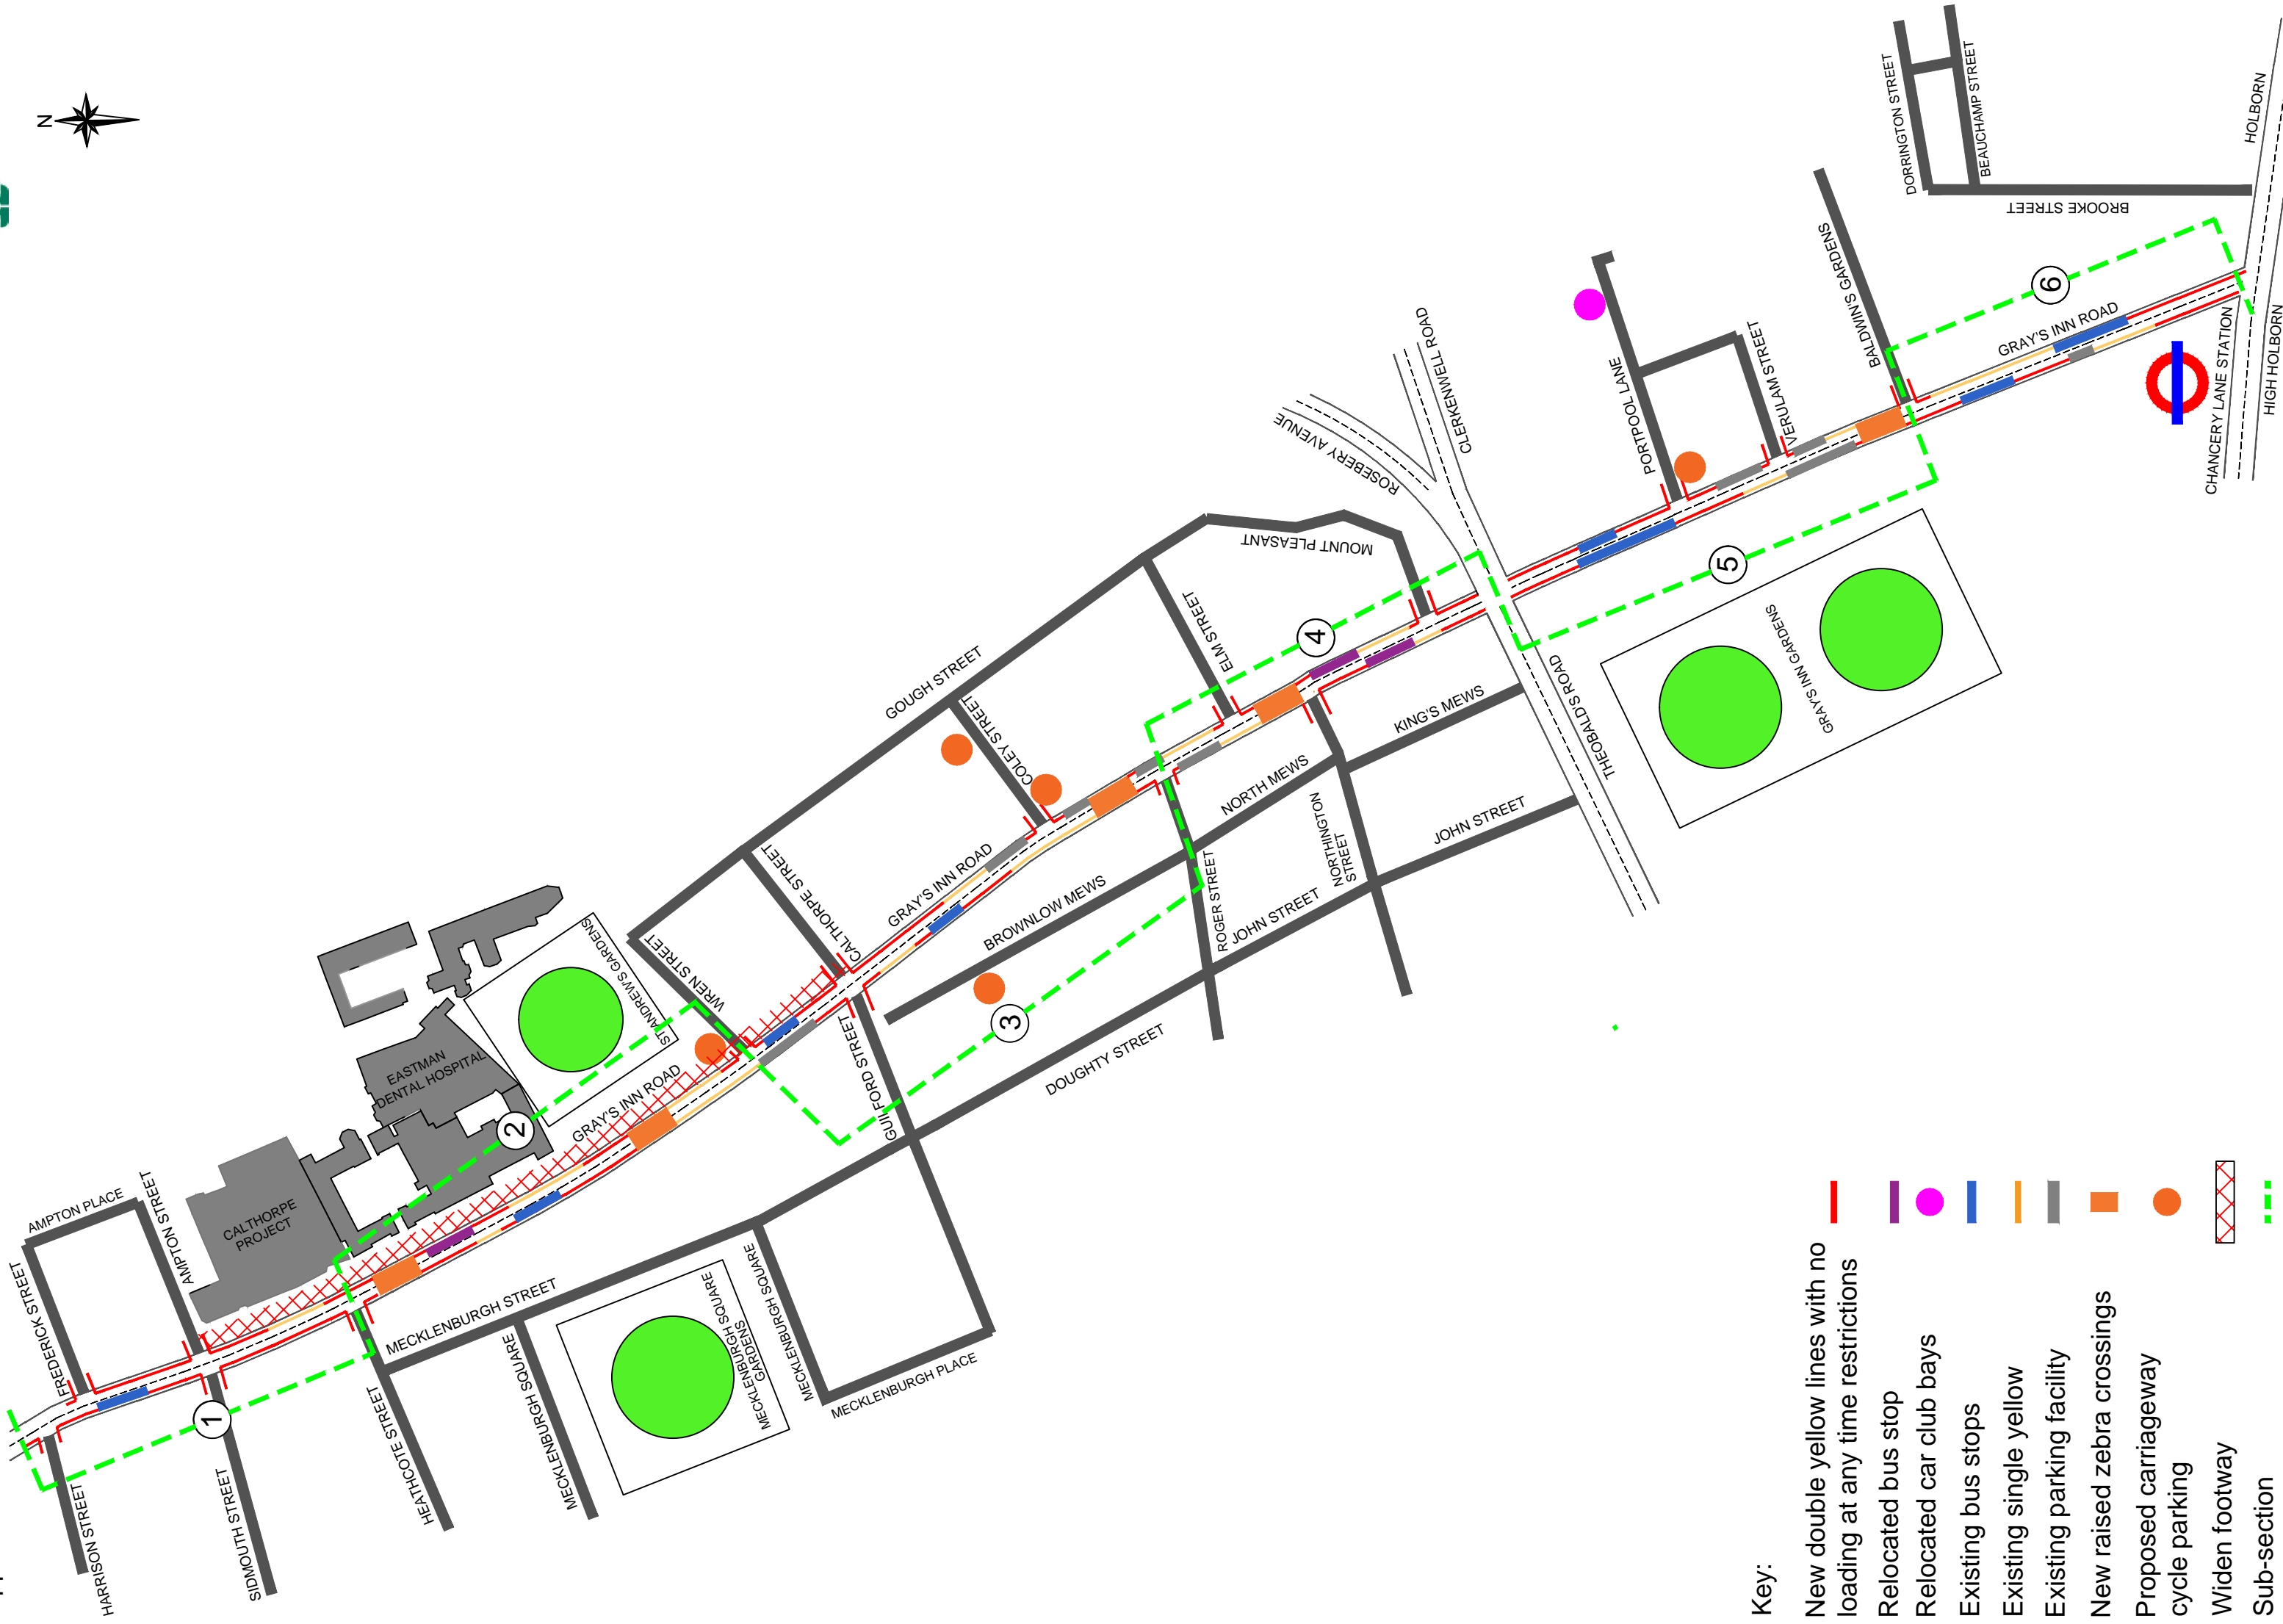 N
HARRISON STREET
FREDERICK STREET
AMPTON PLACE
AMPTON STREET
SIDMOUTH STREET
1
CALTHORPE
PROJECT
EASTMAN
DENTAL HOSPITAL
HEATHCOTE STREET
MECKLENBURGH STREET
MECKLENBURGH SQUARE
MECKLENBURGH SQUARE
GARDENS
MECKLENBURGH SQUARE
MECKLENBURGH PLACE
2
GRAY'S INN ROAD
ST ANDREW'S GARDENS
WREN STREET
CALTHORPE STREET
GOUGH STREET
COLEY STREET
GRAY'S INN ROAD
GUILFORD STREET
BROWNLOW MEWS
3
DOUGHTY STREET
ROGER STREET
JOHN STREET
NORTH MEWS
NORTHINGTON
STREET
KING'S MEWS
JOHN STREET
ELM STREET
4
MOUNT PLEASANT
ROSEBERY AVENUE
CLERKENWELL ROAD
THEOBALD'S ROAD
GRAY'S INN GARDENS
5
PORTPOOL LANE
VERULAM STREET
BALDWIN'S GARDENS
DORRINGTON STREET
BEAUCHAMP STREET
BROOKE STREET
6
GRAY'S INN ROAD
CHANCERY LANE STATION
HIGH HOLBORN
HOLBORN
Key:
New double yellow lines with no
loading at any time restrictions
Relocated bus stop
Relocated car club bays
Existing bus stops
Existing single yellow
Existing parking facility
New raised zebra crossings
Proposed carriageway
cycle parking
Widen footway
Sub-section